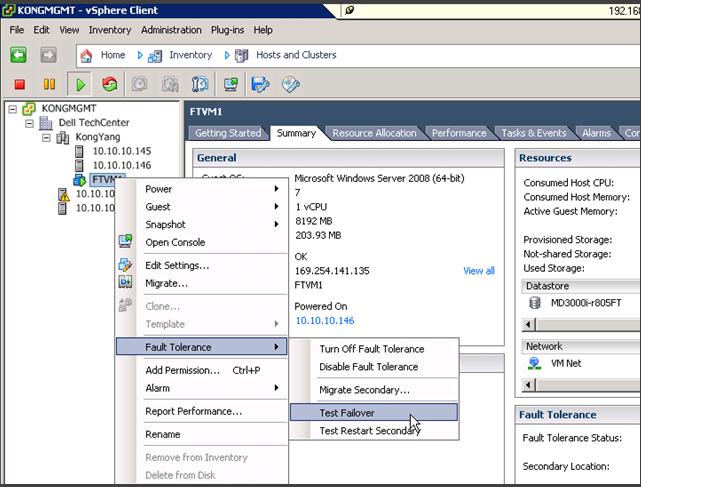 KONGMGMT - vSphere Client
192.168
File Edit View Inventory Administration Plug-ins Help
Home Inventory Hosts and Clusters
KONGMGMT
Dell TechCenter
KongYang
10.10.10.145
10.10.10.146
FTVM1
10.10.10
10.10.10
FTVM1
Getting Started Summary Resource Allocation Performance Tasks & Events Alarms Cor
General
Microsoft Windows Server 2008 (64-bit)
7
1 vCPU
8192 MB
203.93 MB
OK
169.254.141.135 View all
FTVM1
Powered On
10.10.10.146
Resources
Consumed Host CPU:
Consumed Host Memory:
Active Guest Memory:
Provisioned Storage:
Not-shared Storage:
Used Storage:
Datastore
MD3000i-r805FT
Network
VM Net
Fault Tolerance
Fault Tolerance Status:
Secondary Location:
Power
Guest
Snapshot
Open Console
Edit Settings...
Migrate...
Clone...
Template
Fault Tolerance
Add Permission... Ctrl+P
Alarm
Report Performance...
Rename
Remove from Inventory
Delete from Disk
Turn Off Fault Tolerance
Disable Fault Tolerance
Migrate Secondary...
Test Failover
Test Restart Secondary